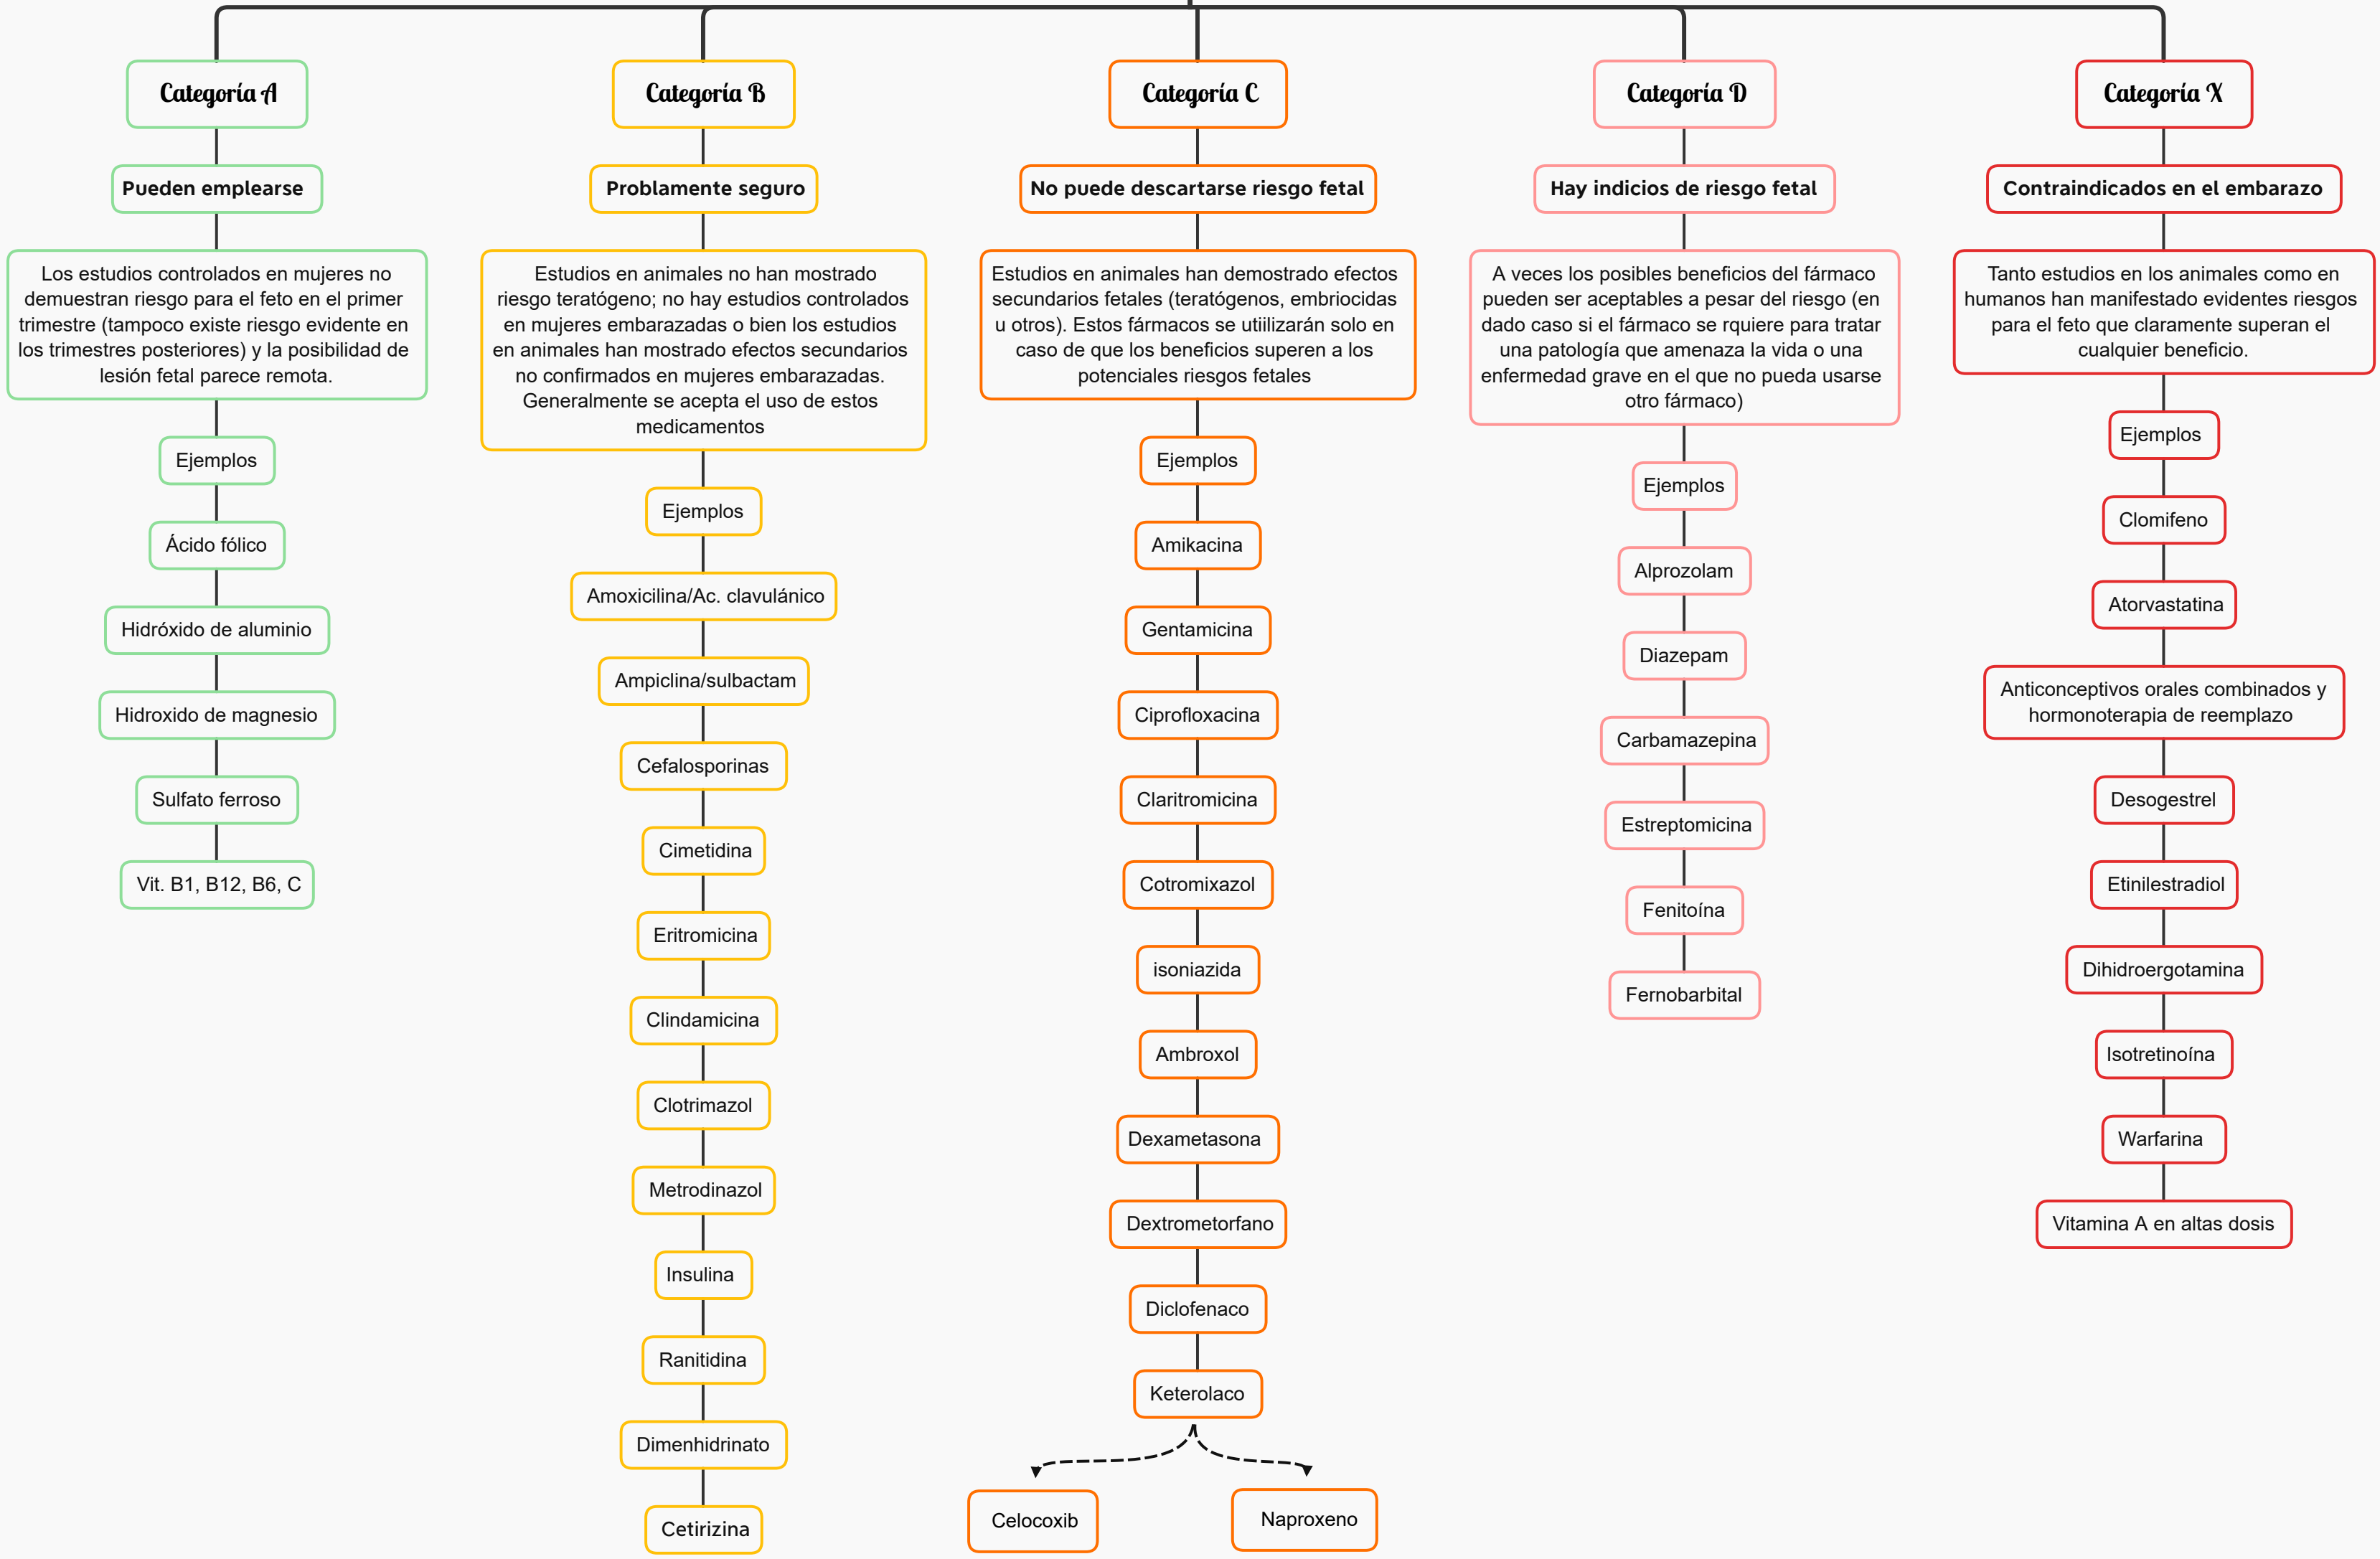 Categoría A
Pueden emplearse
Los estudios controlados en mujeres no
demuestran riesgo para el feto en el primer
trimestre (tampoco existe riesgo evidente en
los trimestres posteriores) y la posibilidad de
lesión fetal parece remota.
Ejemplos
Ácido fólico
Hidróxido de aluminio
Hidroxido de magnesio
Sulfato ferroso
Vit. B1, B12, B6, C
Categoría B
Problamente seguro
Estudios en animales no han mostrado
riesgo teratógeno; no hay estudios controlados
en mujeres embarazadas o bien los estudios
en animales han mostrado efectos secundarios
no confirmados en mujeres embarazadas.
Generalmente se acepta el uso de estos
medicamentos
Ejemplos
Amoxicilina/Ac. clavulánico
Ampiclina/sulbactam
Cefalosporinas
Cimetidina
Eritromicina
Clindamicina
Clotrimazol
Metrodinazol
Insulina
Ranitidina
Dimenhidrinato
Cetirizina
Categoría C
No puede descartarse riesgo fetal
Estudios en animales han demostrado efectos
secundarios fetales (teratógenos, embriocidas
u otros). Estos fármacos se utiilizarán solo en
caso de que los beneficios superen a los
potenciales riesgos fetales
Ejemplos
Amikacina
Gentamicina
Ciprofloxacina
Claritromicina
Cotromixazol
isoniazida
Ambroxol
Dexametasona
Dextrometorfano
Diclofenaco
Keterolaco
Celocoxib
Naproxeno
Categoría D
Hay indicios de riesgo fetal
A veces los posibles beneficios del fármaco
pueden ser aceptables a pesar del riesgo (en
dado caso si el fármaco se rquiere para tratar
una patología que amenaza la vida o una
enfermedad grave en el que no pueda usarse
otro fármaco)
Ejemplos
Alprozolam
Diazepam
Carbamazepina
Estreptomicina
Fenitoína
Fernobarbital
Categoría X
Contraindicados en el embarazo
Tanto estudios en los animales como en
humanos han manifestado evidentes riesgos
para el feto que claramente superan el
cualquier beneficio.
Ejemplos
Clomifeno
Atorvastatina
Anticonceptivos orales combinados y
hormonoterapia de reemplazo
Desogestrel
Etinilestradiol
Dihidroergotamina
Isotretinoína
Warfarina
Vitamina A en altas dosis